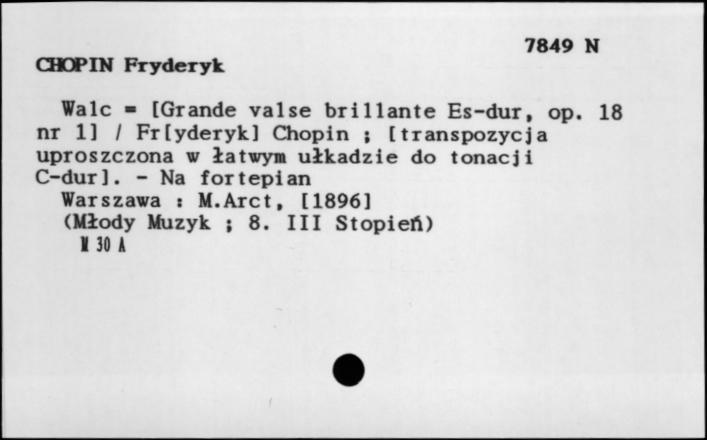 7849 N
CHOPIN Fryderyk
Walc = [Grande valse brillante Es-dur, op. 18
nr 1] / Fr[yderyk] Chopin ; [transpozycja
uproszczona w łatwym ułkadzie do tonacji
C-dur]. - Na fortepian
Warszawa : M.Arct, [1896]
(Młody Muzyk ; 8. III Stopień)
M 30 A